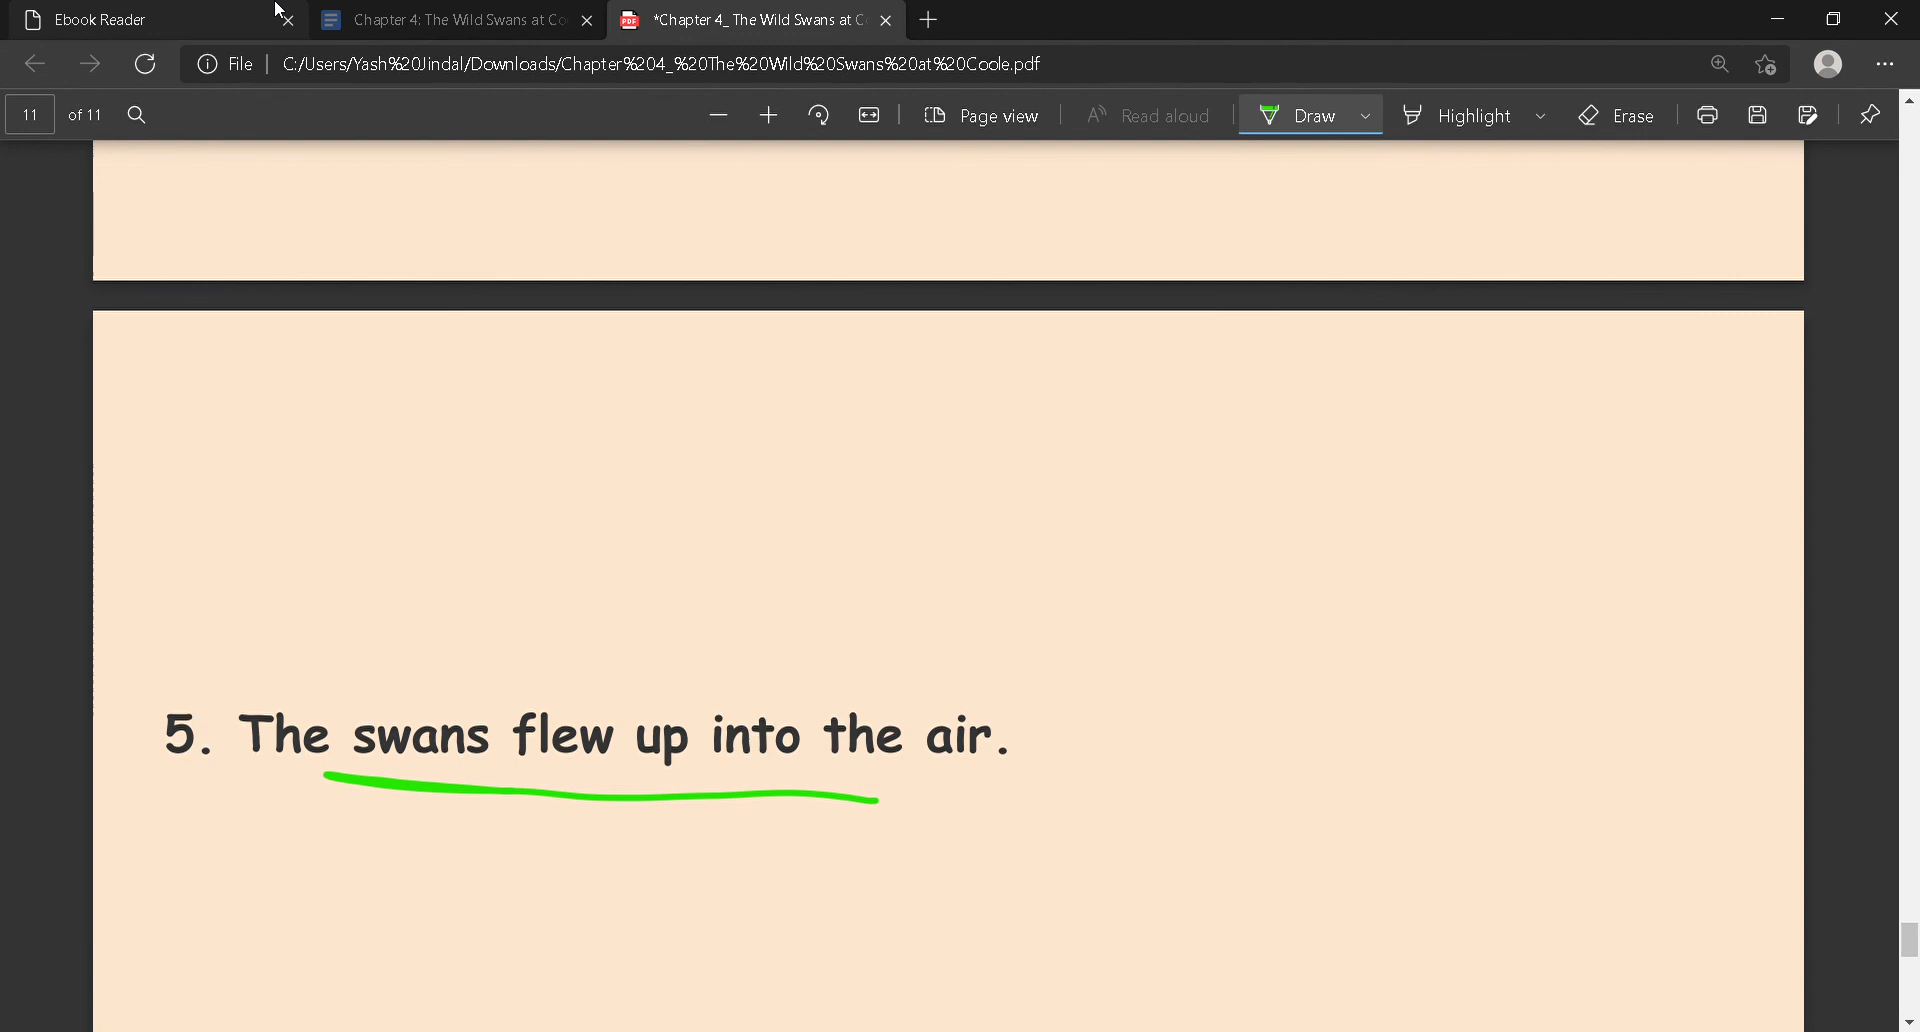 Ebook Reader
Chapter 4: The Wild Swans at Co
*Chapter 4_ The Wild Swans at C
File
C:/Users/Yash%20Jindal/Downloads/Chapter%204_%20The%20Wild%20Swans%20at%20Coole.pdf
11 of 11
Page view
Read aloud
Draw
Highlight
Erase
5. The swans flew up into the air.